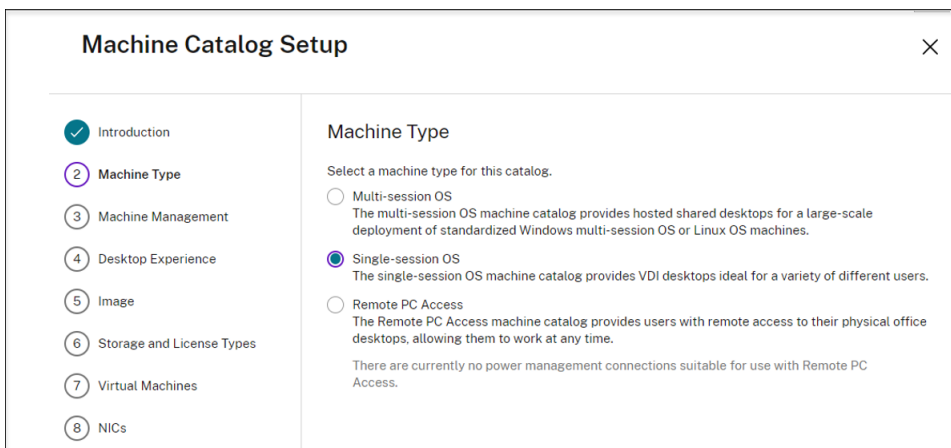 Machine Catalog Setup
Introduction
2 Machine Type
3 Machine Management
4 Desktop Experience
5 Image
6 Storage and License Types
7 Virtual Machines
8 NICs
Machine Type
Select a machine type for this catalog.
Multi-session OS
The multi-session OS machine catalog provides hosted shared desktops for a large-scale
deployment of standardized Windows multi-session OS or Linux OS machines.
Single-session OS
The single-session OS machine catalog provides VDI desktops ideal for a variety of different users.
Remote PC Access
The Remote PC Access machine catalog provides users with remote access to their physical office
desktops, allowing them to work at any time.
There are currently no power management connections suitable for use with Remote PC
Access.